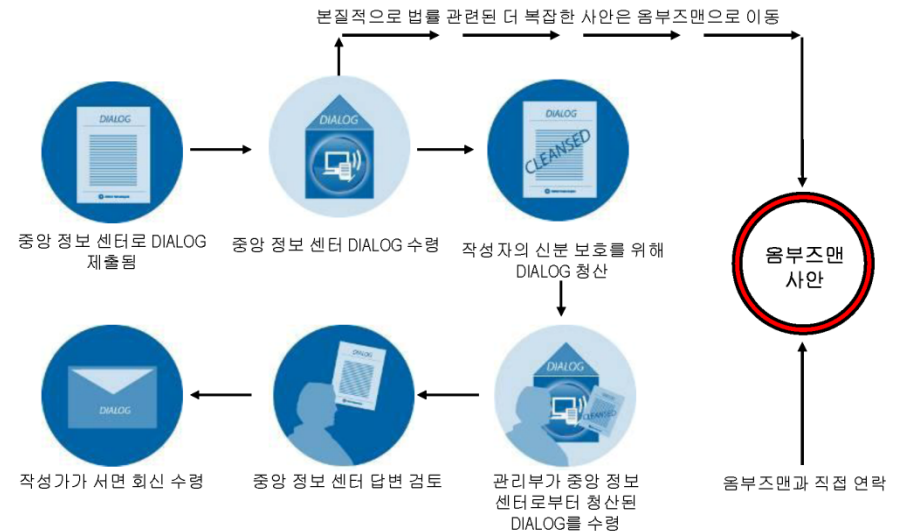 본질적으로 법률 관련된 더 복잡한 사안은 옴부즈맨으로 이동
DIALOG
DIALOG
DIALOG
CLEANSED
중앙 정보 센터로 DIALOG
제출됨
중앙 정보 센터 DIALOG 수령
작성자의 신분 보호를 위해
DIALOG 청산
옴부즈맨
사안
DIALOG
DIALOG
DIALOG
CLEANSED
작성가가 서면 회신 수령
중앙 정보 센터 답변 검토
관리부가 중앙 정보
센터로부터 청산된
DIALOG를 수령
옴부즈맨과 직접 연락